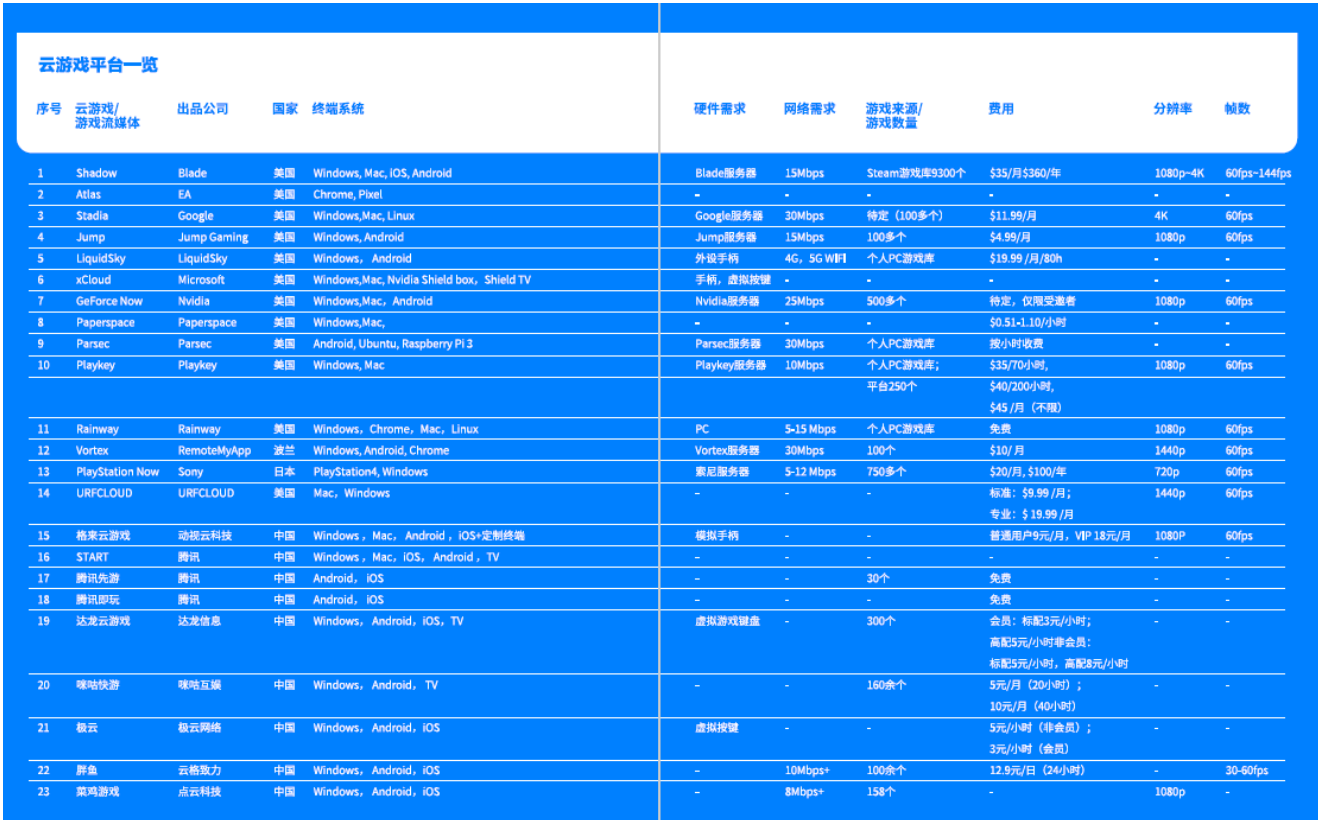 云游戏平台一览
序号 云游戏/游戏流媒体 出品公司 国家 终端系统 硬件需求 网络需求 游戏来源/游戏数量 费用 分辨率 帧数
1 Shadow Blade 美国 Windows, Mac, iOS, Android Blade服务器 15Mbps Steam游戏库9300个 $35/月$360/年 1080p~4K 60fps~144fps
2 Atlas EA 美国 Chrome, Pixel - - - - - -
3 Stadia Google 美国 Windows,Mac, Linux Google服务器 30Mbps 待定（100多个） $11.99/月 4K 60fps
4 Jump Jump Gaming 美国 Windows, Android Jump服务器 15Mbps 100多个 $4.99/月 1080p 60fps
5 LiquidSky LiquidSky 美国 Windows， Android 外设手柄 4G，5G WIFI 个人PC游戏库 $19.99 /月/80h
6 xCloud Microsoft 美国 Windows,Mac, Nvidia Shield box，Shield TV 手柄，虚拟按键 - - - - -
7 GeForce Now Nvidia 美国 Windows,Mac，Android Nvidia服务器 25Mbps 500多个 待定，仅限受邀者 1080p 60fps
8 Paperspace Paperspace 美国 Windows,Mac, - - - $0.51-1.10/小时 - -
9 Parsec Parsec 美国 Android, Ubuntu, Raspberry Pi 3 Parsec服务器 30Mbps 个人PC游戏库 按小时收费 - -
10 Playkey Playkey 美国 Windows, Mac Playkey服务器 10Mbps 个人PC游戏库； $35/70小时, 1080p 60fps
平台250个 $40/200小时,
$45 /月（不限）
11 Rainway Rainway 美国 Windows，Chrome，Mac，Linux PC 5-15 Mbps 个人PC游戏库 免费 1080p 60fps
12 Vortex RemoteMyApp 波兰 Windows, Android, Chrome Vortex服务器 30Mbps 100个 $10/ 月 1440p 60fps
13 PlayStation Now Sony 日本 PlayStation4, Windows 索尼服务器 5-12 Mbps 750多个 $20/月, $100/年 720p 60fps
14 URFCLOUD URFCLOUD 美国 Mac，Windows - - - 标准：$9.99 /月； 1440p 60fps
专业：$ 19.99 /月
15 格来云游戏 动视云科技 中国 Windows ，Mac， Android ，iOS+定制终端 模拟手柄 - - 普通用户9元/月，VIP 18元/月 1080P 60fps
16 START 腾讯 中国 Windows ，Mac，iOS， Android ，TV - - - - - -
17 腾讯先游 腾讯 中国 Android， iOS - - 30个 免费 - -
18 腾讯即玩 腾讯 中国 Android， iOS - - - 免费 - -
19 达龙云游戏 达龙信息 中国 Windows， Android，iOS，TV 虚拟游戏键盘 - 300个 会员：标配3元/小时； - -
高配5元/小时非会员：
标配5元/小时，高配8元/小时
20 咪咕快游 咪咕互娱 中国 Windows， Android， TV - - 160余个 5元/月（20小时）； - -
10元/月（40小时）
21 极云 极云网络 中国 Windows， Android，iOS 虚拟按键 - - 5元/小时（非会员）； - -
3元/小时（会员）
22 胖鱼 云格致力 中国 Windows， Android，iOS - 10Mbps+ 100余个 12.9元/日（24小时） - 30-60fps
23 菜鸡游戏 点云科技 中国 Windows， Android，iOS - 8Mbps+ 158个 - 1080p -